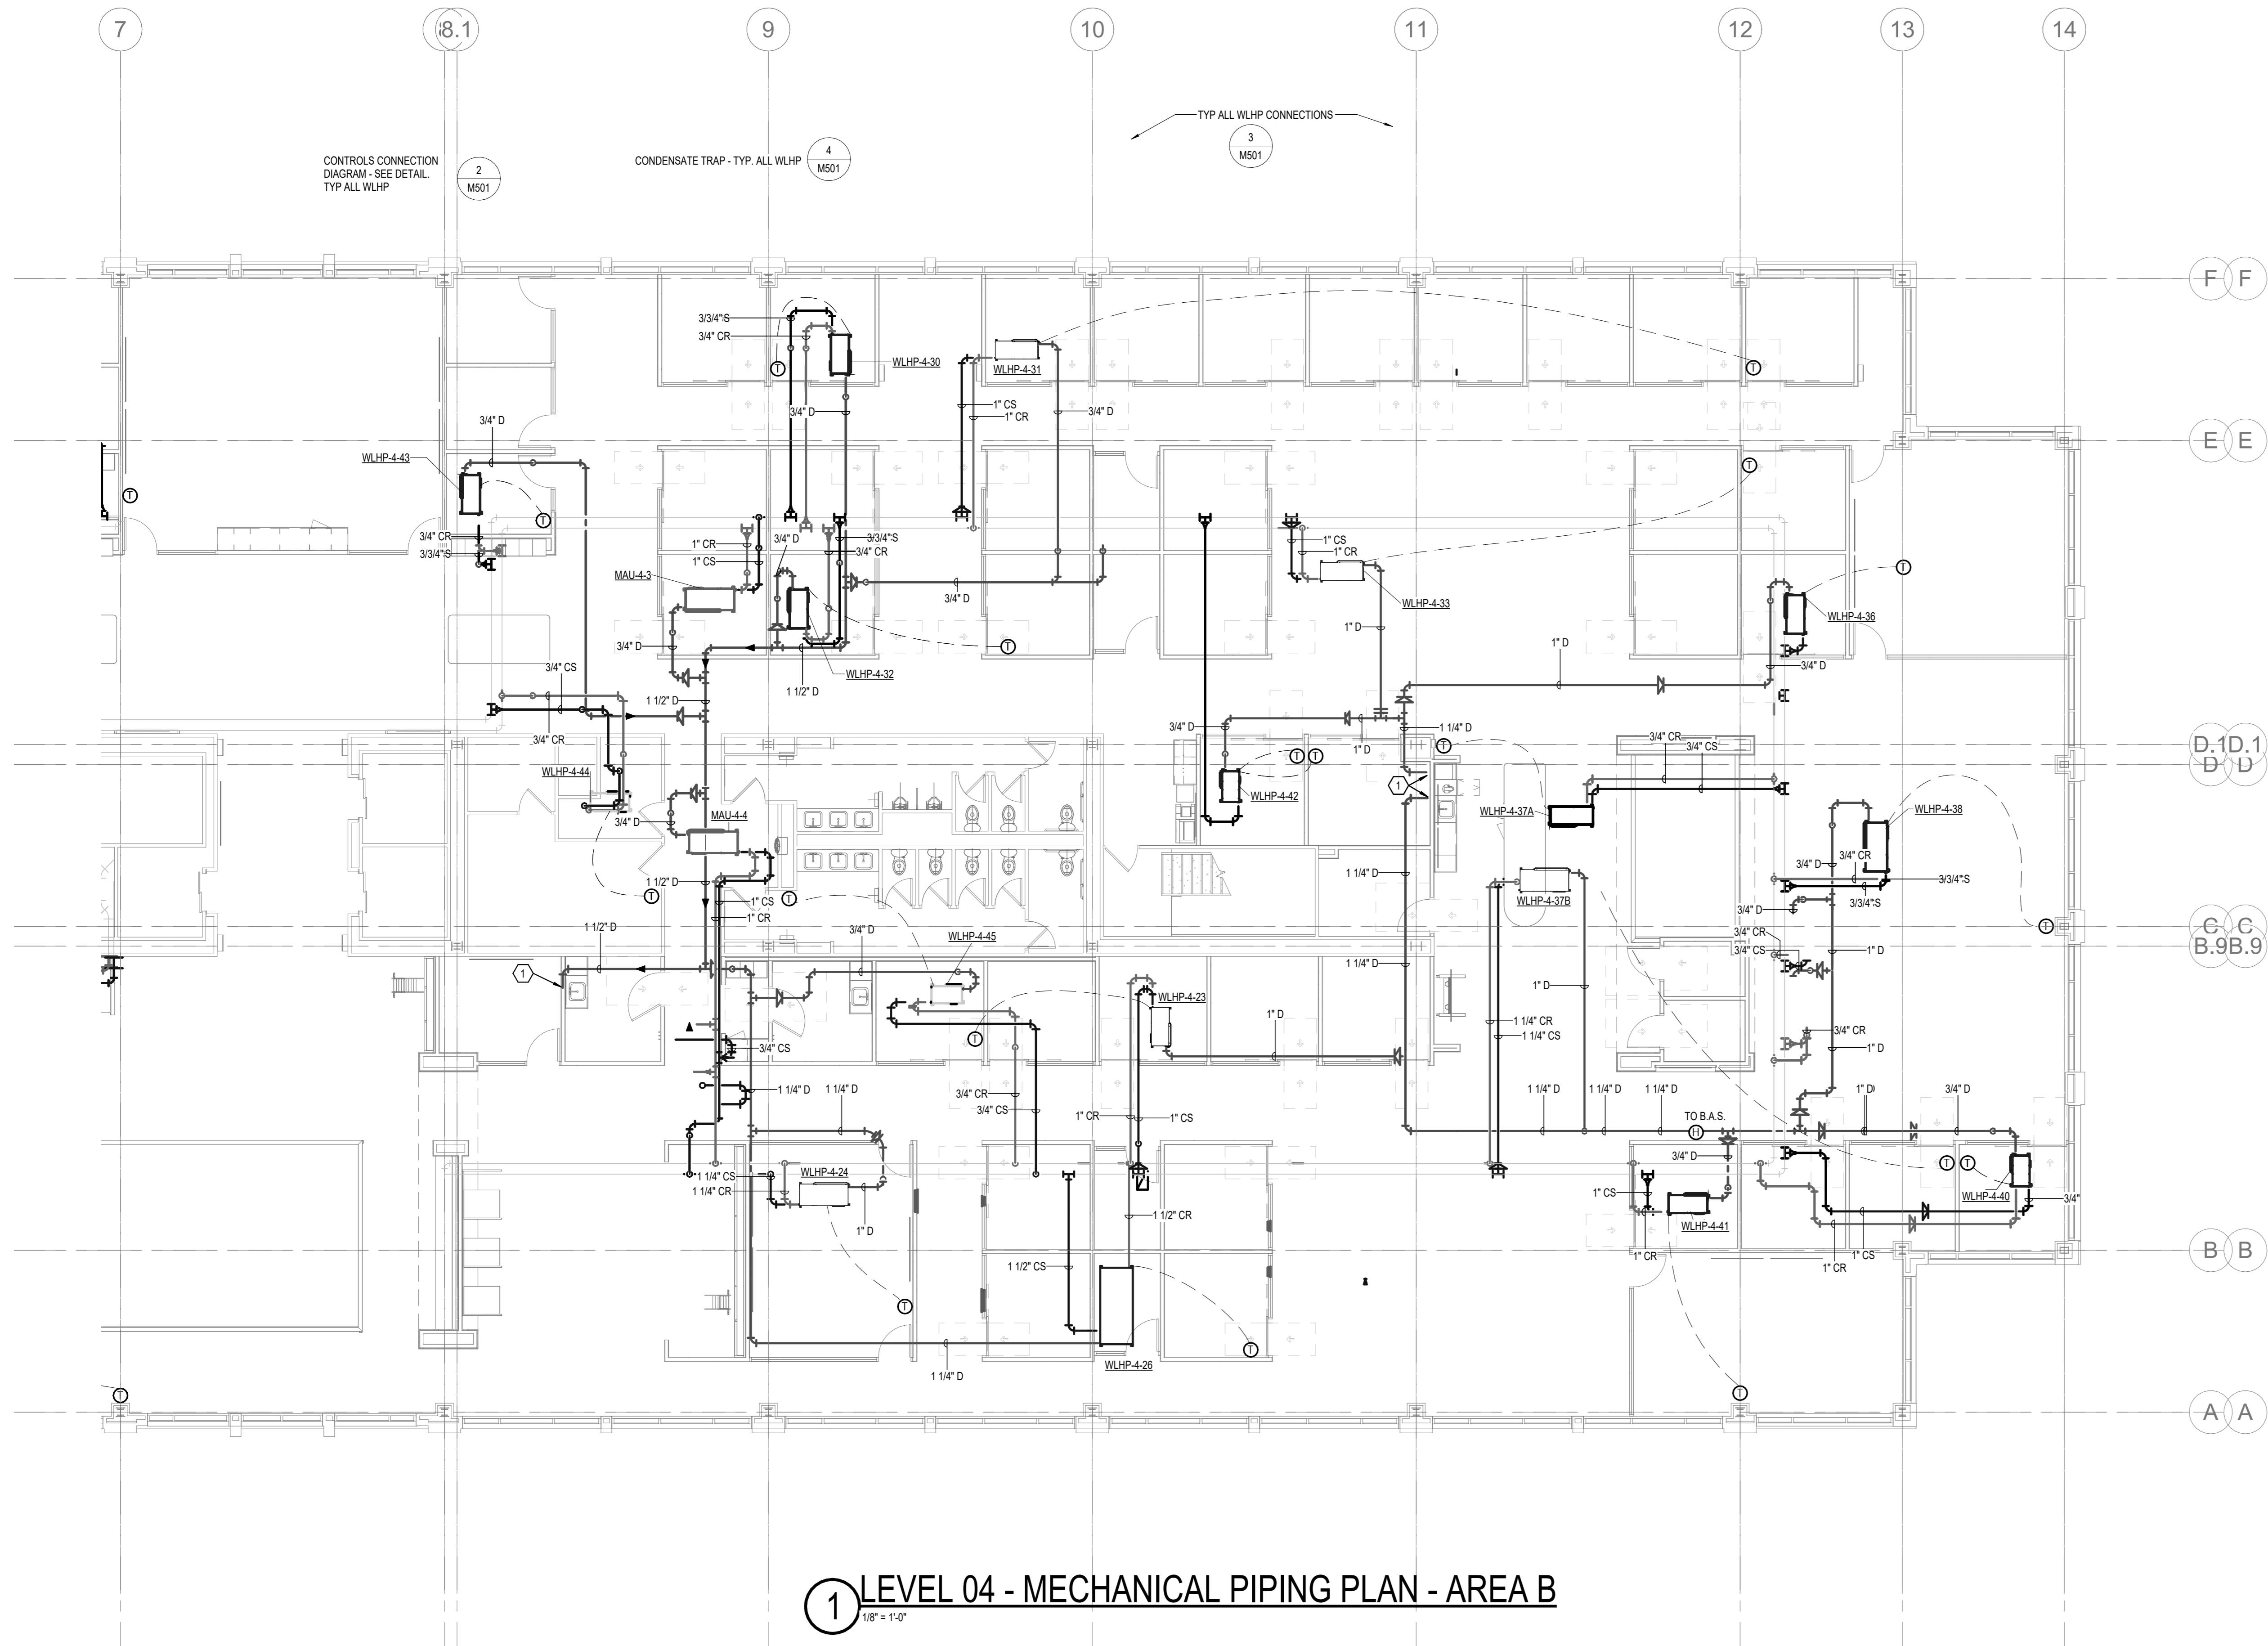 7
8.1
9
10
11
12
13
14
TYP ALL WLHP CONNECTIONS
3
M501
CONTROLS CONNECTION
DIAGRAM - SEE DETAIL.
TYP ALL WLHP
2
M501
CONDENSATE TRAP - TYP. ALL WLHP
4
M501
F F
3/3/4"S
3/4" CR
T
WLHP-4-30
WLHP-4-31
T
3/4" D
1" CS
1" CR
3/4" D
3/4" D
E E
WLHP-4-43
T
T
T
3/4" CR
3/3/4"S
1" CR
1" CS
3/4" D
3/3/4"S
3/4" CR
1" CS
1" CR
MAU-4-3
3/4" D
WLHP-4-33
T
WLHP-4-36
3/4" D
T
1" D
1" D
3/4" D
3/4" CS
WLHP-4-32
1 1/2" D
1 1/2" D
3/4" D
1" D
1 1/4" D
3/4" CR
T
T
T
3/4" CR
3/4" CS
D.1 D.1
D D
WLHP-4-44
1
WLHP-4-42
WLHP-4-37A
WLHP-4-38
MAU-4-4
3/4" D
3/4" CR
3/4" D
1 1/4" D
1 1/2" D
T
T
1" CS
1" CR
WLHP-4-37B
3/3/4"S
3/3/4"S
3/4" D
T
C C
1 1/2" D
3/4" D
WLHP-4-45
3/4" CR
3/4" CS
1" D
B.9 B.9
1 1/4" D
1
1" D
WLHP-4-23
1" D
1 1/4" CR
1 1/4" CS
3/4" CR
1" D
T
3/4" CS
1 1/4" D
1 1/4" D
3/4" CR
3/4" CS
1" CR
1" CS
1 1/4" D
1 1/4" D
1 1/4" D
1" D
3/4" D
TO B.A.S.
H
3/4" D
T
T
1 1/4" CS
1 1/4" CR
WLHP-4-24
1" D
1" CS
WLHP-4-40
3/4"
1 1/2" CR
WLHP-4-41
1" CR
1" CS
1" CR
B B
1 1/2" CS
T
T
WLHP-4-26
1 1/4" D
T
T
A A
1
LEVEL 04 - MECHANICAL PIPING PLAN - AREA B
1/8" = 1'-0"